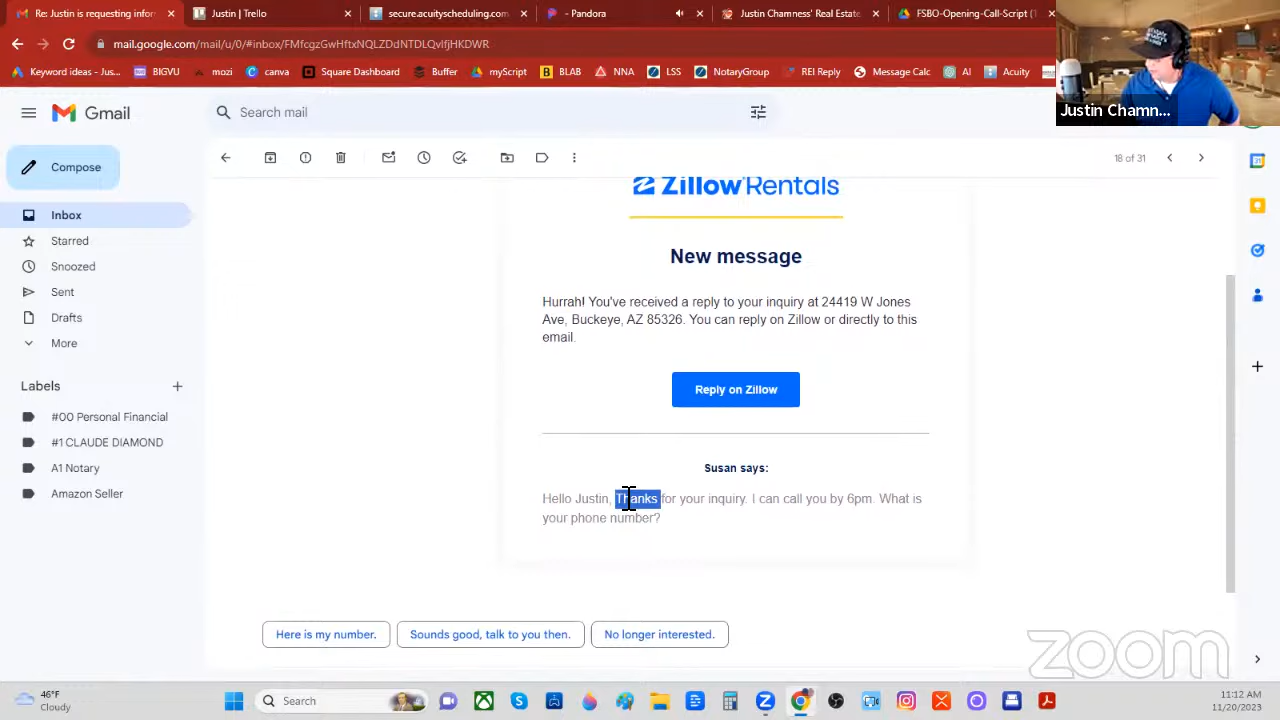 Re: Justin is requesting infor
Justin | Trello
secure.acuityscheduling.com
- Pandora
Justin Chamness' Real Estate
FSBO-Opening-Call-Script (1
mail.google.com/mail/u/0/#inbox/FMfcgzGwHftxNQLZDdNTDLQvlfjHKDWR
Keyword ideas - Jus...
BIGVU
mozi
canva
Square Dashboard
Buffer
myScript
BLAB
NNA
LSS
NotaryGroup
REI Reply
Message Calc
AI
Acuity
Justin Chamn...
Gmail
Search mail
Compose
18 of 31
Inbox
Starred
Snoozed
Sent
Drafts
More
Labels
#00 Personal Financial
#1 CLAUDE DIAMOND
A1 Notary
Amazon Seller
Zillow Rentals
New message
Hurrah! You've received a reply to your inquiry at 24419 W Jones
Ave, Buckeye, AZ 85326. You can reply on Zillow or directly to this
email.
Reply on Zillow
Susan says:
Hello Justin, Thanks for your inquiry. I can call you by 6pm. What is
your phone number?
Here is my number.
Sounds good, talk to you then.
No longer interested.
zoom
46°F
Cloudy
Search
11:12 AM
11/20/2023